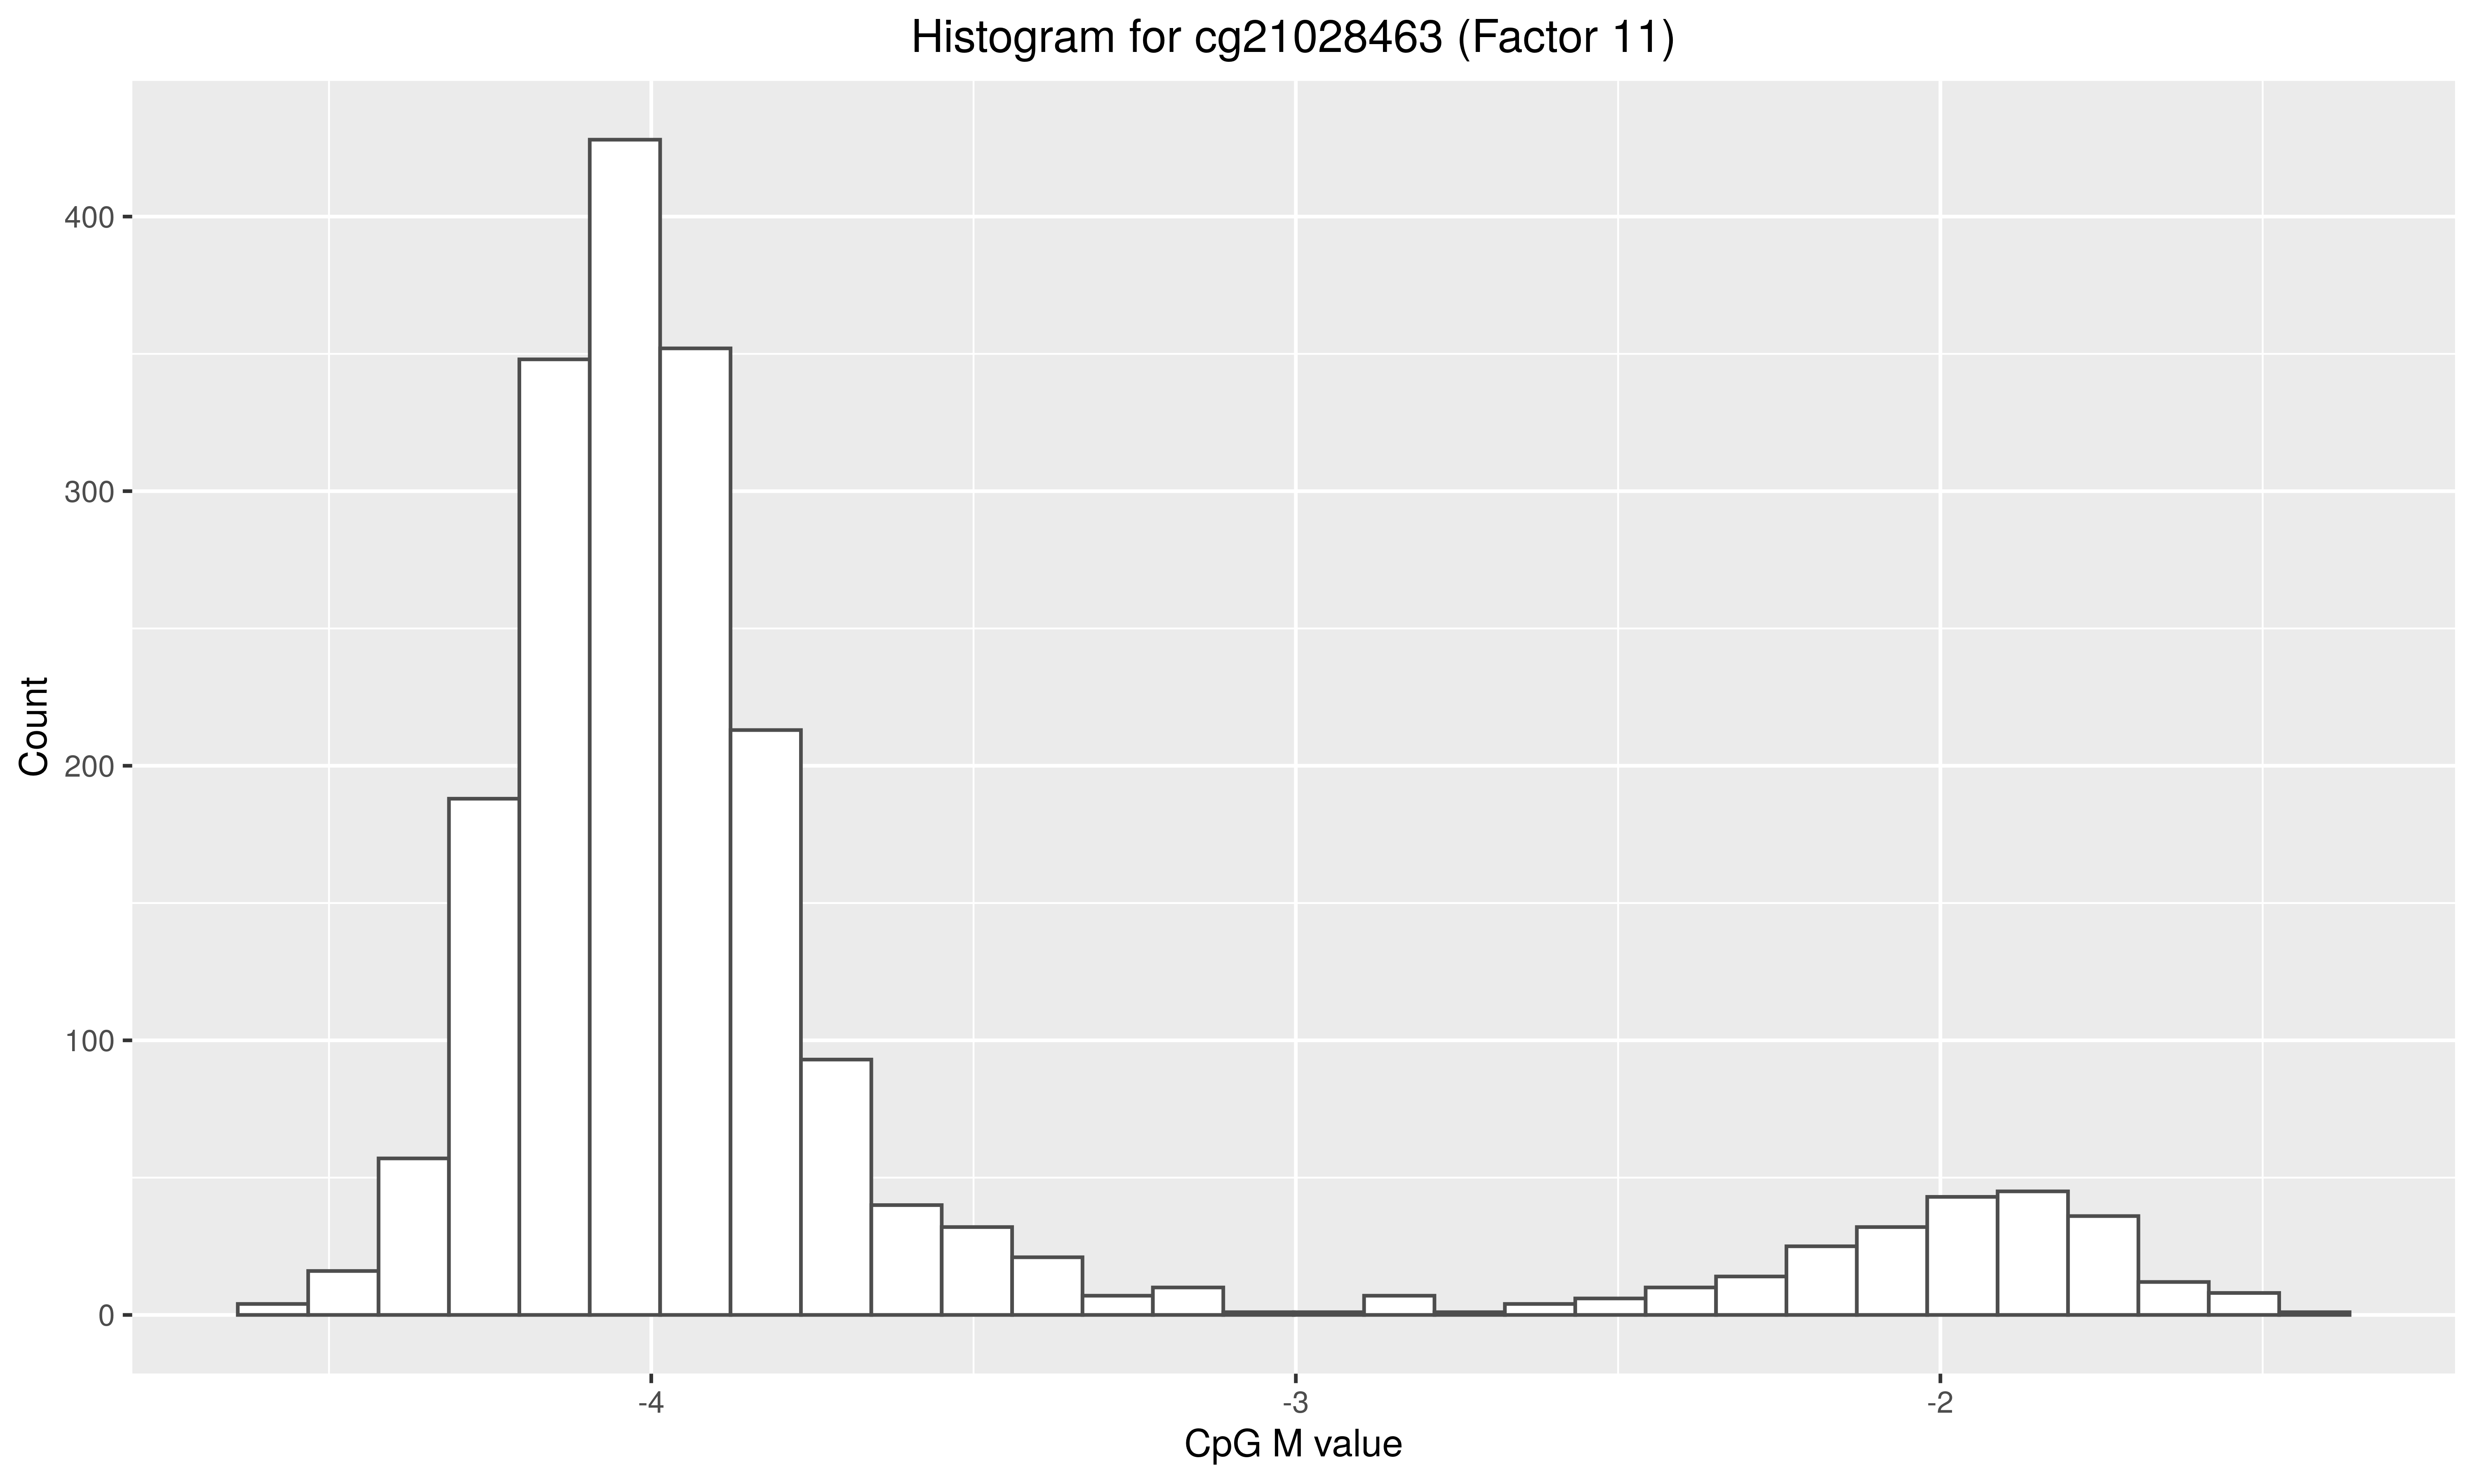 Histogram for cg21028463 (Factor 11)
Count
400
300
200
100
0
-4
-3
-2
CpG M value